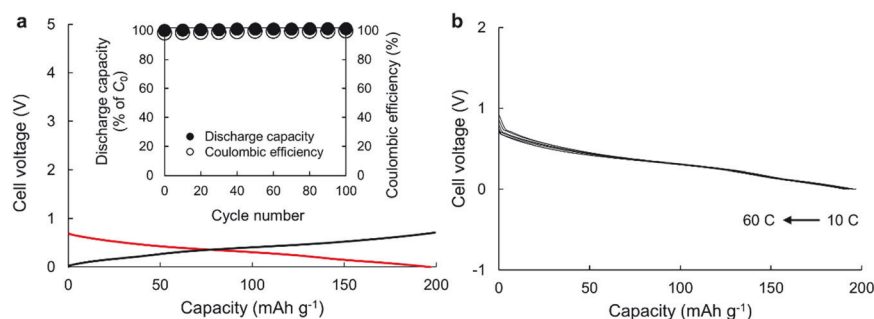 a
5
4
3
2
1
0
Cell voltage (V)
0 50 100 150 200
Capacity (mAh g⁻¹)
100
80
60
40
20
0
Discharge capacity
(% of C₀)
Discharge capacity
Coulombic efficiency
100
80
60
40
20
0
Coulombic efficiency (%)
0 20 40 60 80 100
Cycle number
b
2
1
0
-1
Cell voltage (V)
60 C 10 C
0 50 100 150 200
Capacity (mAh g⁻¹)